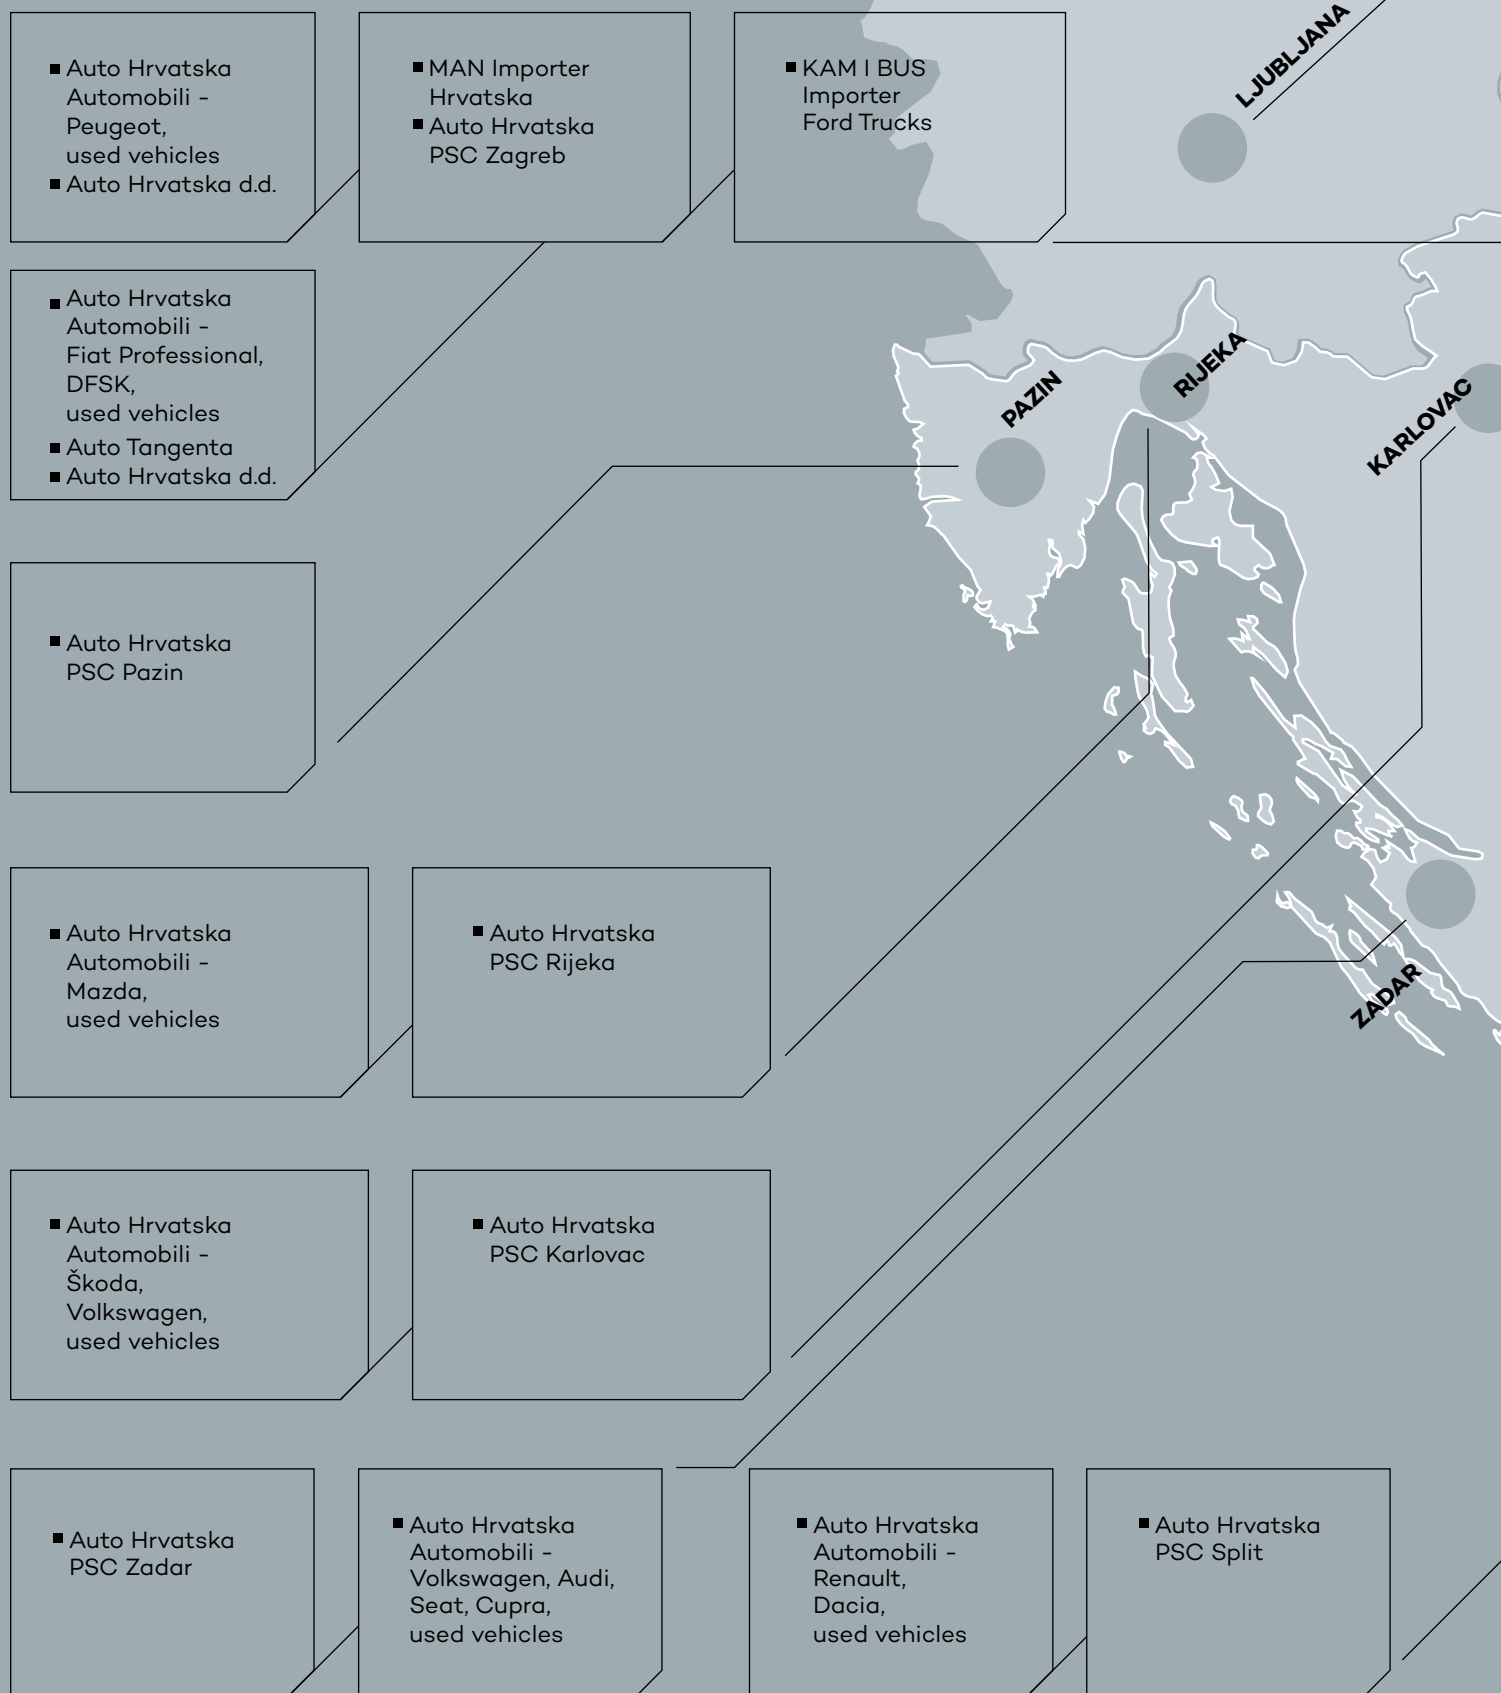 Auto Hrvatska
Automobili -
Peugeot,
used vehicles
Auto Hrvatska d.d.
MAN Importer
Hrvatska
Auto Hrvatska
PSC Zagreb
KAM I BUS
Importer
Ford Trucks
LJUBLJANA
Auto Hrvatska
Automobili -
Fiat Professional,
DFSK,
used vehicles
Auto Tangenta
Auto Hrvatska d.d.
PAZIN
RIJEKA
KARLOVAC
Auto Hrvatska
PSC Pazin
Auto Hrvatska
Automobili -
Mazda,
used vehicles
Auto Hrvatska
PSC Rijeka
ZADAR
Auto Hrvatska
Automobili -
Škoda,
Volkswagen,
used vehicles
Auto Hrvatska
PSC Karlovac
Auto Hrvatska
PSC Zadar
Auto Hrvatska
Automobili -
Volkswagen, Audi,
Seat, Cupra,
used vehicles
Auto Hrvatska
Automobili -
Renault,
Dacia,
used vehicles
Auto Hrvatska
PSC Split